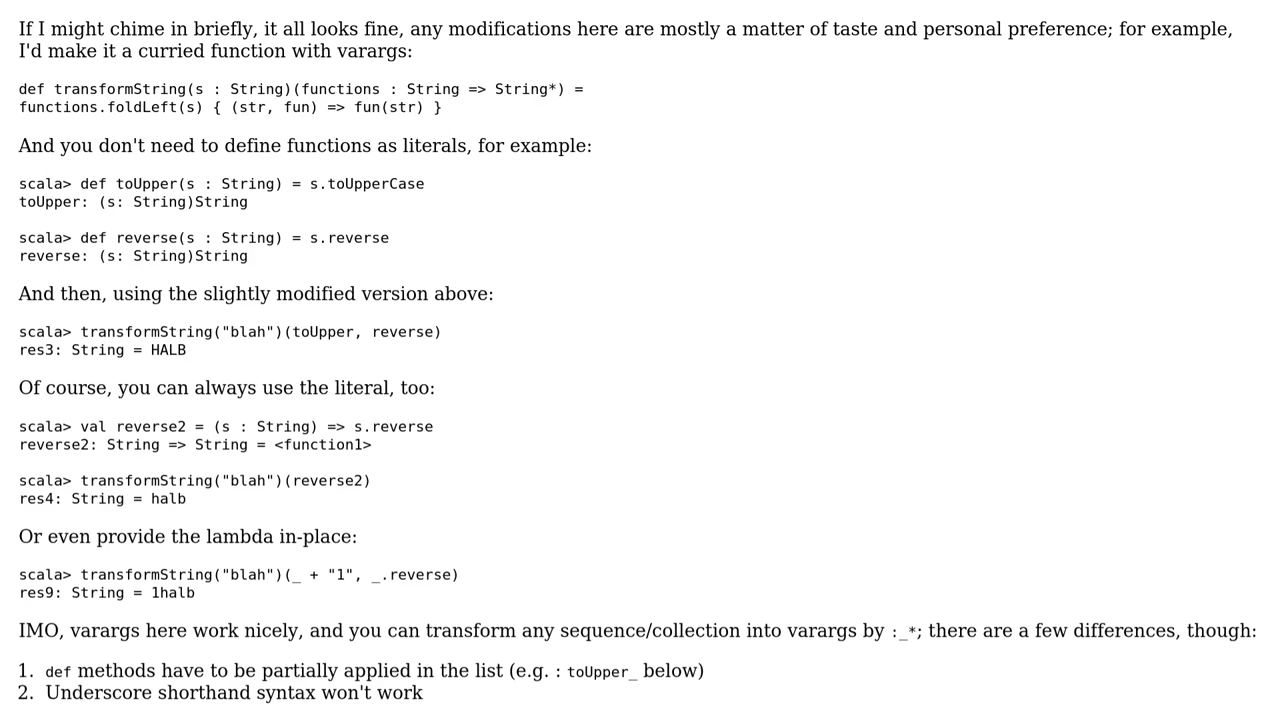 If I might chime in briefly, it all looks fine, any modifications here are mostly a matter of taste and personal preference; for example,
I'd make it a curried function with varargs:
def transformString(s : String)(functions : String => String*) =
functions.foldLeft(s) { (str, fun) => fun(str) }
And you don't need to define functions as literals, for example:
scala> def toUpper(s : String) = s.toUpperCase
toUpper: (s: String)String
scala> def reverse(s : String) = s.reverse
reverse: (s: String)String
And then, using the slightly modified version above:
scala> transformString("blah")(toUpper, reverse)
res3: String = HALB
Of course, you can always use the literal, too:
scala> val reverse2 = (s : String) => s.reverse
reverse2: String => String = <function1>
scala> transformString("blah")(reverse2)
res4: String = halb
Or even provide the lambda in-place:
scala> transformString("blah")(_ + "1", _.reverse)
res9: String = 1halb
IMO, varargs here work nicely, and you can transform any sequence/collection into varargs by :_*; there are a few differences, though:
1. def methods have to be partially applied in the list (e.g. : toUpper_ below)
2. Underscore shorthand syntax won't work